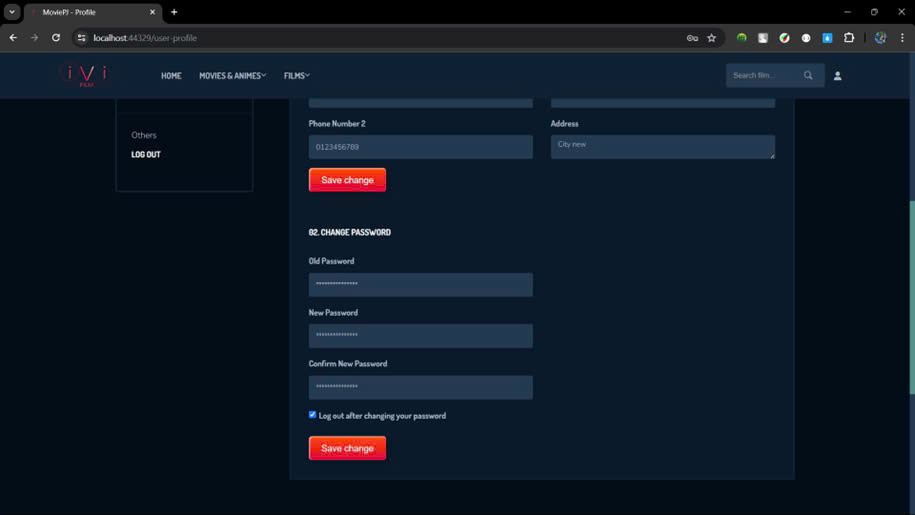 MoviePJ - Profile
localhost:44329/user-profile
iVi
FILM
HOME
MOVIES & ANIMES
FILMS
Search film...
Others
LOG OUT
Phone Number 2
Address
0123456789
City new
Save change
02. CHANGE PASSWORD
Old Password
***************
New Password
***************
Confirm New Password
***************
Log out after changing your password
Save change